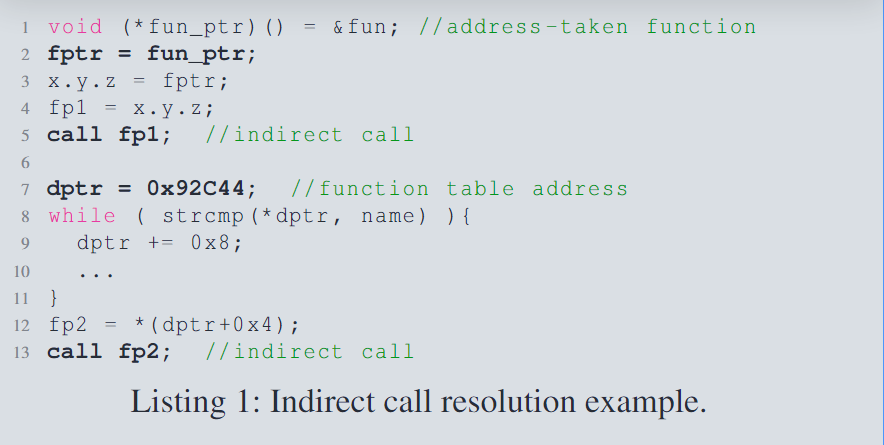 1 void (*fun_ptr)() = &fun; //address-taken function
2 fptr = fun_ptr;
3 x.y.z = fptr;
4 fp1 = x.y.z;
5 call fp1; //indirect call
6
7 dptr = 0x92C44; //function table address
8 while ( strcmp(*dptr, name) ){
9 dptr += 0x8;
10 ...
11 }
12 fp2 = *(dptr+0x4);
13 call fp2; //indirect call
Listing 1: Indirect call resolution example.